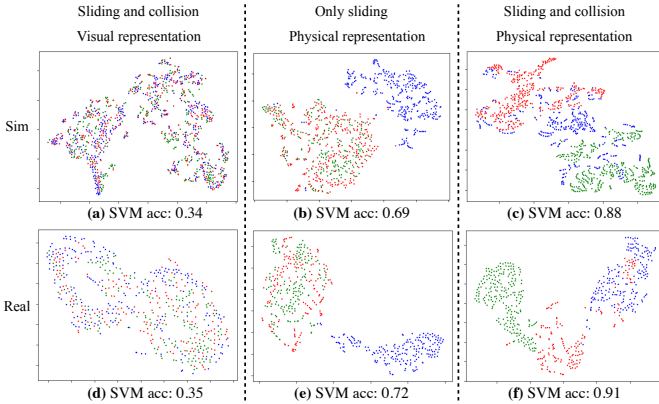 Sliding and collision
Visual representation
Only sliding
Physical representation
Sliding and collision
Physical representation
Sim
(a) SVM acc: 0.34
(b) SVM acc: 0.69
(c) SVM acc: 0.88
Real
(d) SVM acc: 0.35
(e) SVM acc: 0.72
(f) SVM acc: 0.91